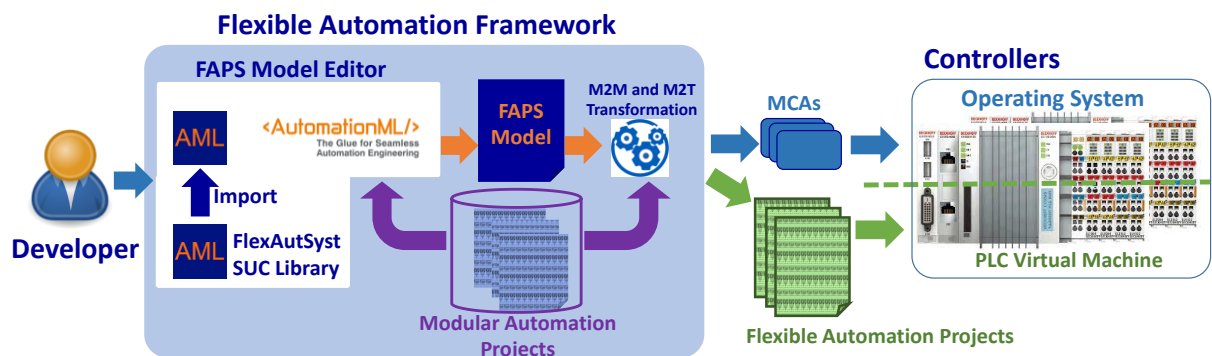 Flexible Automation Framework
FAPS Model Editor
AML
<AutomationML/>
The Glue for Seamless
Automation Engineering
Import
AML
FlexAutSyst
SUC Library
Developer
FAPS
Model
M2M and M2T
Transformation
Modular Automation
Projects
MCAs
Flexible Automation Projects
Controllers
Operating System
PLC Virtual Machine